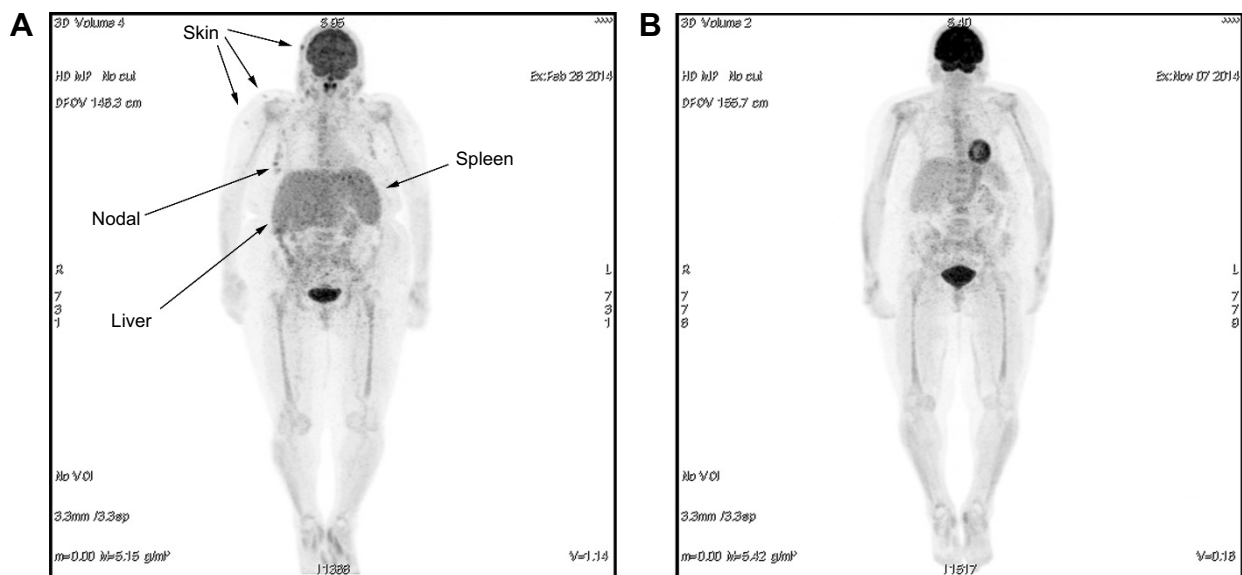 A
3D Volume 4
S 95
HD MIP No cut
Ex:Feb 28 2014
DFOV 148.3 cm
Skin
Spleen
Nodal
Liver
R
L
7
3
1
7
3
1
No VOI
3.3mm /3.3sp
m=0.00 M=5.15 g/ml*
V=1.14
I 1388
B
3D Volume 2
S 40
HD MIP No cut
Ex:Nov 07 2014
DFOV 155.7 cm
R
L
7
7
8
7
7
9
No VOI
3.3mm /3.3sp
m=0.00 M=5.42 g/ml*
V=0.18
I 1517